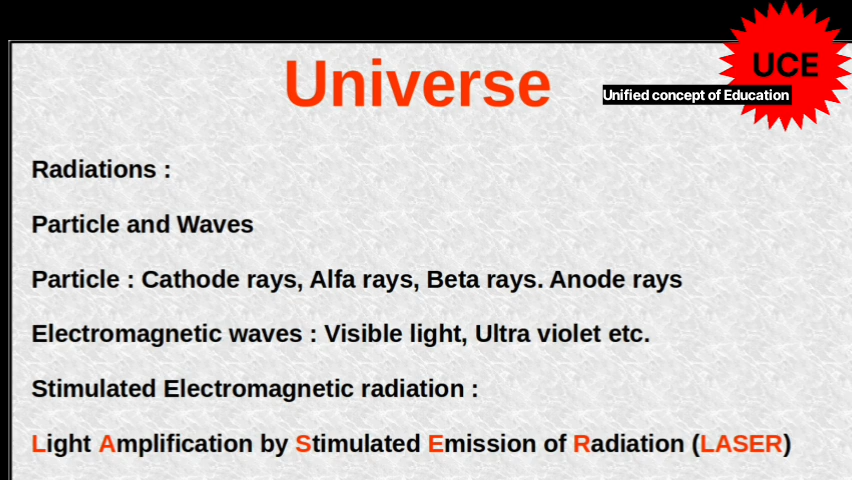 Universe
UCE
Unified concept of Education
Radiations :
Particle and Waves
Particle : Cathode rays, Alfa rays, Beta rays. Anode rays
Electromagnetic waves : Visible light, Ultra violet etc.
Stimulated Electromagnetic radiation :
Light Amplification by Stimulated Emission of Radiation (LASER)